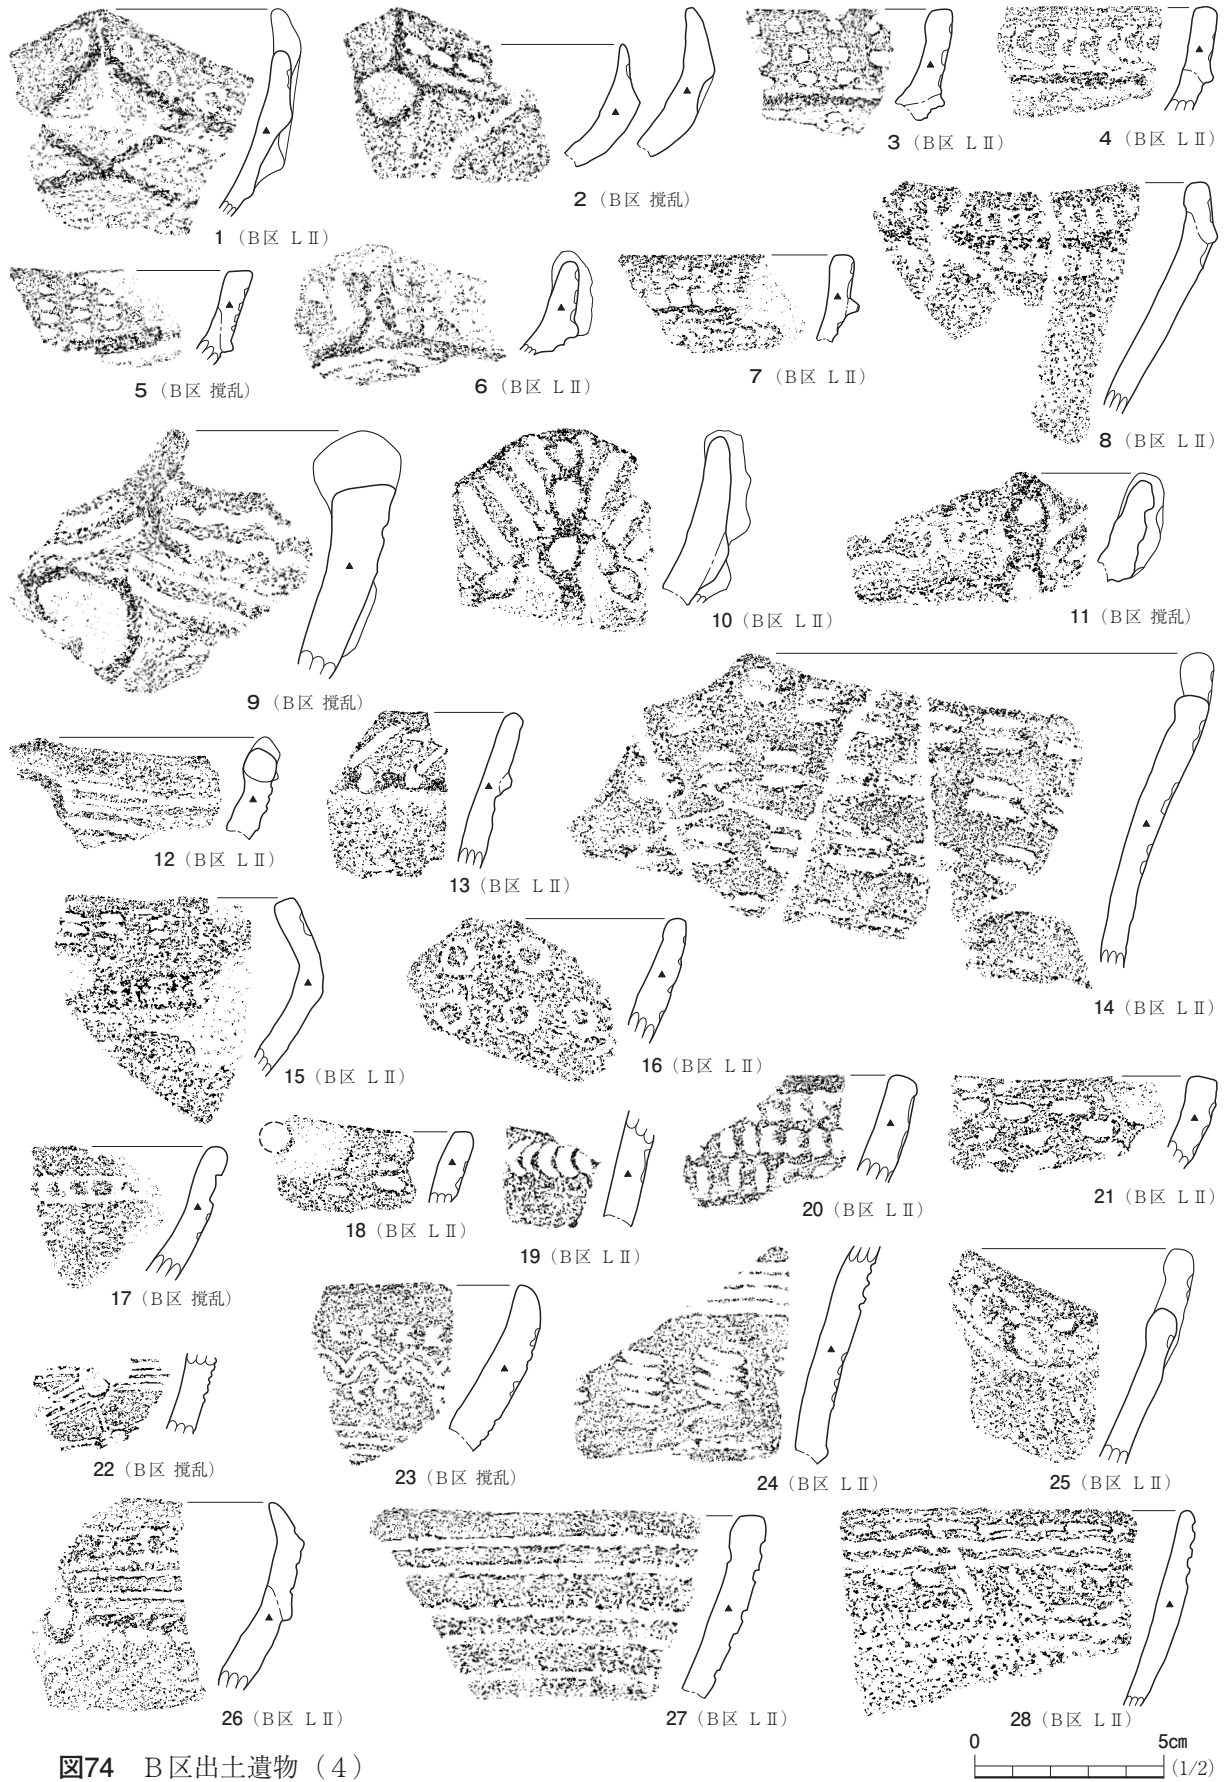 1（B区 LⅡ）
2（B区 撹乱）
3（B区 LⅡ）
4（B区 LⅡ）
5（B区 撹乱）
6（B区 LⅡ）
7（B区 LⅡ）
8（B区 LⅡ）
9（B区 撹乱）
10（B区 LⅡ）
11（B区 撹乱）
12（B区 LⅡ）
13（B区 LⅡ）
14（B区 LⅡ）
15（B区 LⅡ）
16（B区 LⅡ）
17（B区 撹乱）
18（B区 LⅡ）
19（B区 LⅡ）
20（B区 LⅡ）
21（B区 LⅡ）
22（B区 撹乱）
23（B区 撹乱）
24（B区 LⅡ）
25（B区 LⅡ）
26（B区 LⅡ）
27（B区 LⅡ）
28（B区 LⅡ）
0 5cm
(1/2)
図74 B区出土遺物（4）